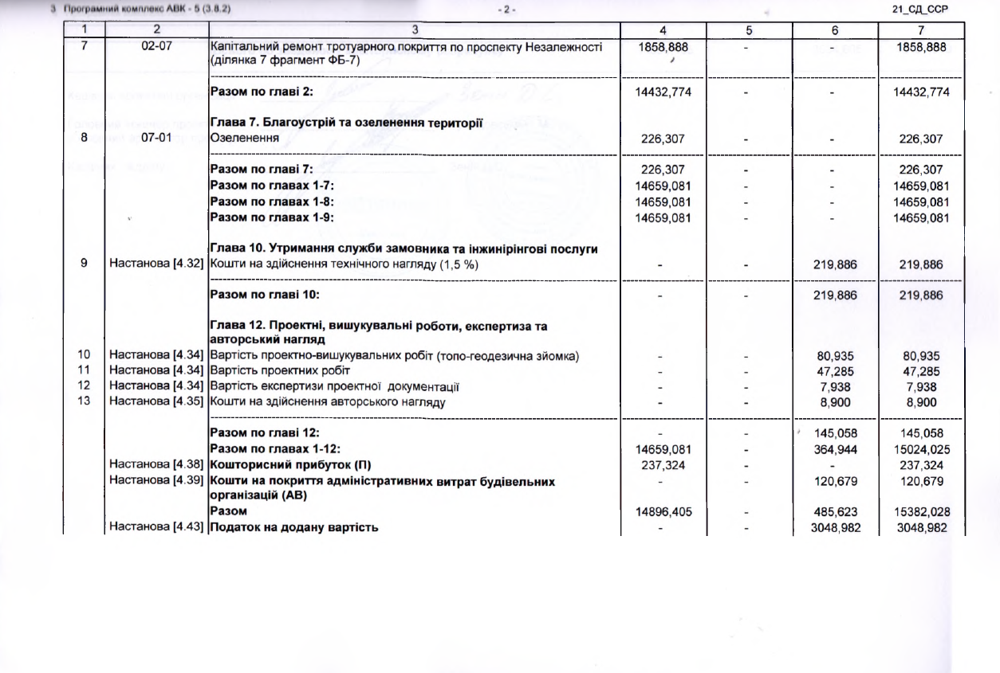 3 Програмний комплекс АВК - 5 (3.8.2) - 2 - 21_СД_ССР
1 2 3 4 5 6 7
7 02-07 Капітальний ремонт тротуарного покриття по проспекту Незалежності 1858,888 - - 1858,888
(ділянка 7 фрагмент ФБ-7)
Разом по главі 2: 14432,774 - - 14432,774
Глава 7. Благоустрій та озеленення території
8 07-01 Озеленення 226,307 - - 226,307
Разом по главі 7: 226,307 - - 226,307
Разом по главах 1-7: 14659,081 - - 14659,081
Разом по главах 1-8: 14659,081 - - 14659,081
Разом по главах 1-9: 14659,081 - - 14659,081
Глава 10. Утримання служби замовника та інжинірінгові послуги
9 Настанова [4.32] Кошти на здійснення технічного нагляду (1,5 %) - - 219,886 219,886
Разом по главі 10: - - 219,886 219,886
Глава 12. Проектні, вишукувальні роботи, експертиза та
авторський нагляд
10 Настанова [4.34] Вартість проектно-вишукувальних робіт (топо-геодезична зйомка) - - 80,935 80,935
11 Настанова [4.34] Вартість проектних робіт - - 47,285 47,285
12 Настанова [4.34] Вартість експертизи проектної документації - - 7,938 7,938
13 Настанова [4.35] Кошти на здійснення авторського нагляду - - 8,900 8,900
Разом по главі 12: - - 145,058 145,058
Разом по главах 1-12: 14659,081 - 364,944 15024,025
Настанова [4.38] Кошторисний прибуток (П) 237,324 - - 237,324
Настанова [4.39] Кошти на покриття адміністративних витрат будівельних - - 120,679 120,679
організацій (АВ)
Разом 14896,405 - 485,623 15382,028
Настанова [4.43] Податок на додану вартість - - 3048,982 3048,982